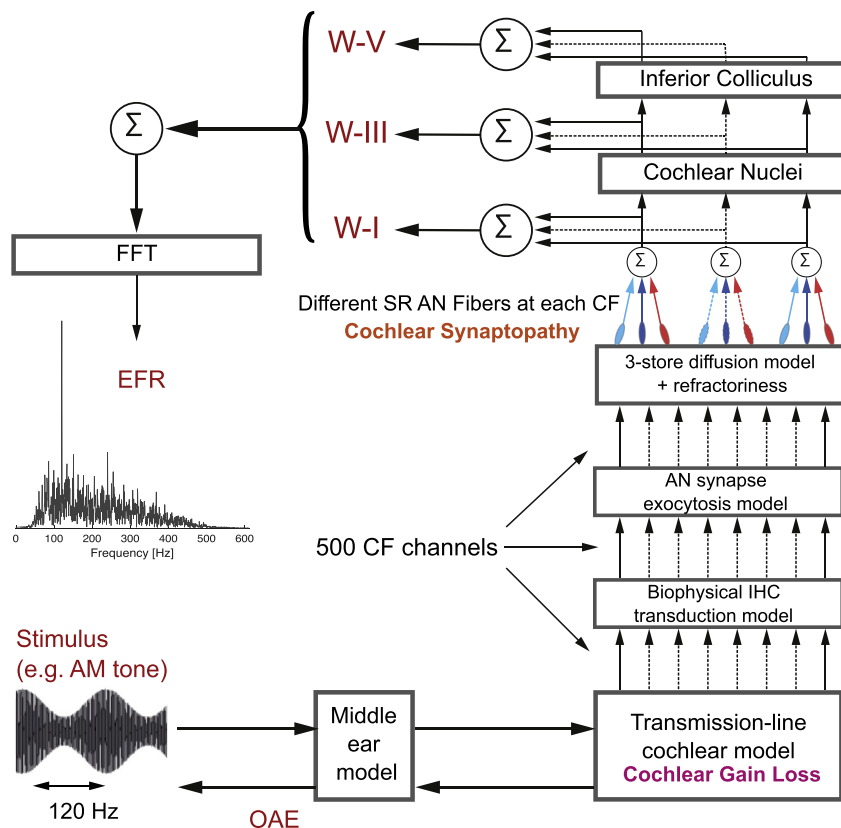 W-V
Σ
Inferior Colliculus
Σ
W-III
Σ
Cochlear Nuclei
W-I
Σ
FFT
Σ
Σ
Σ
Different SR AN Fibers at each CF
Cochlear Synaptopathy
3-store diffusion model
+ refractoriness
EFR
0 100 200 300 400 500 600
Frequency [Hz]
AN synapse
exocytosis model
500 CF channels
Biophysical IHC
transduction model
Stimulus
(e.g. AM tone)
120 Hz
Middle
ear
model
OAE
Transmission-line
cochlear model
Cochlear Gain Loss